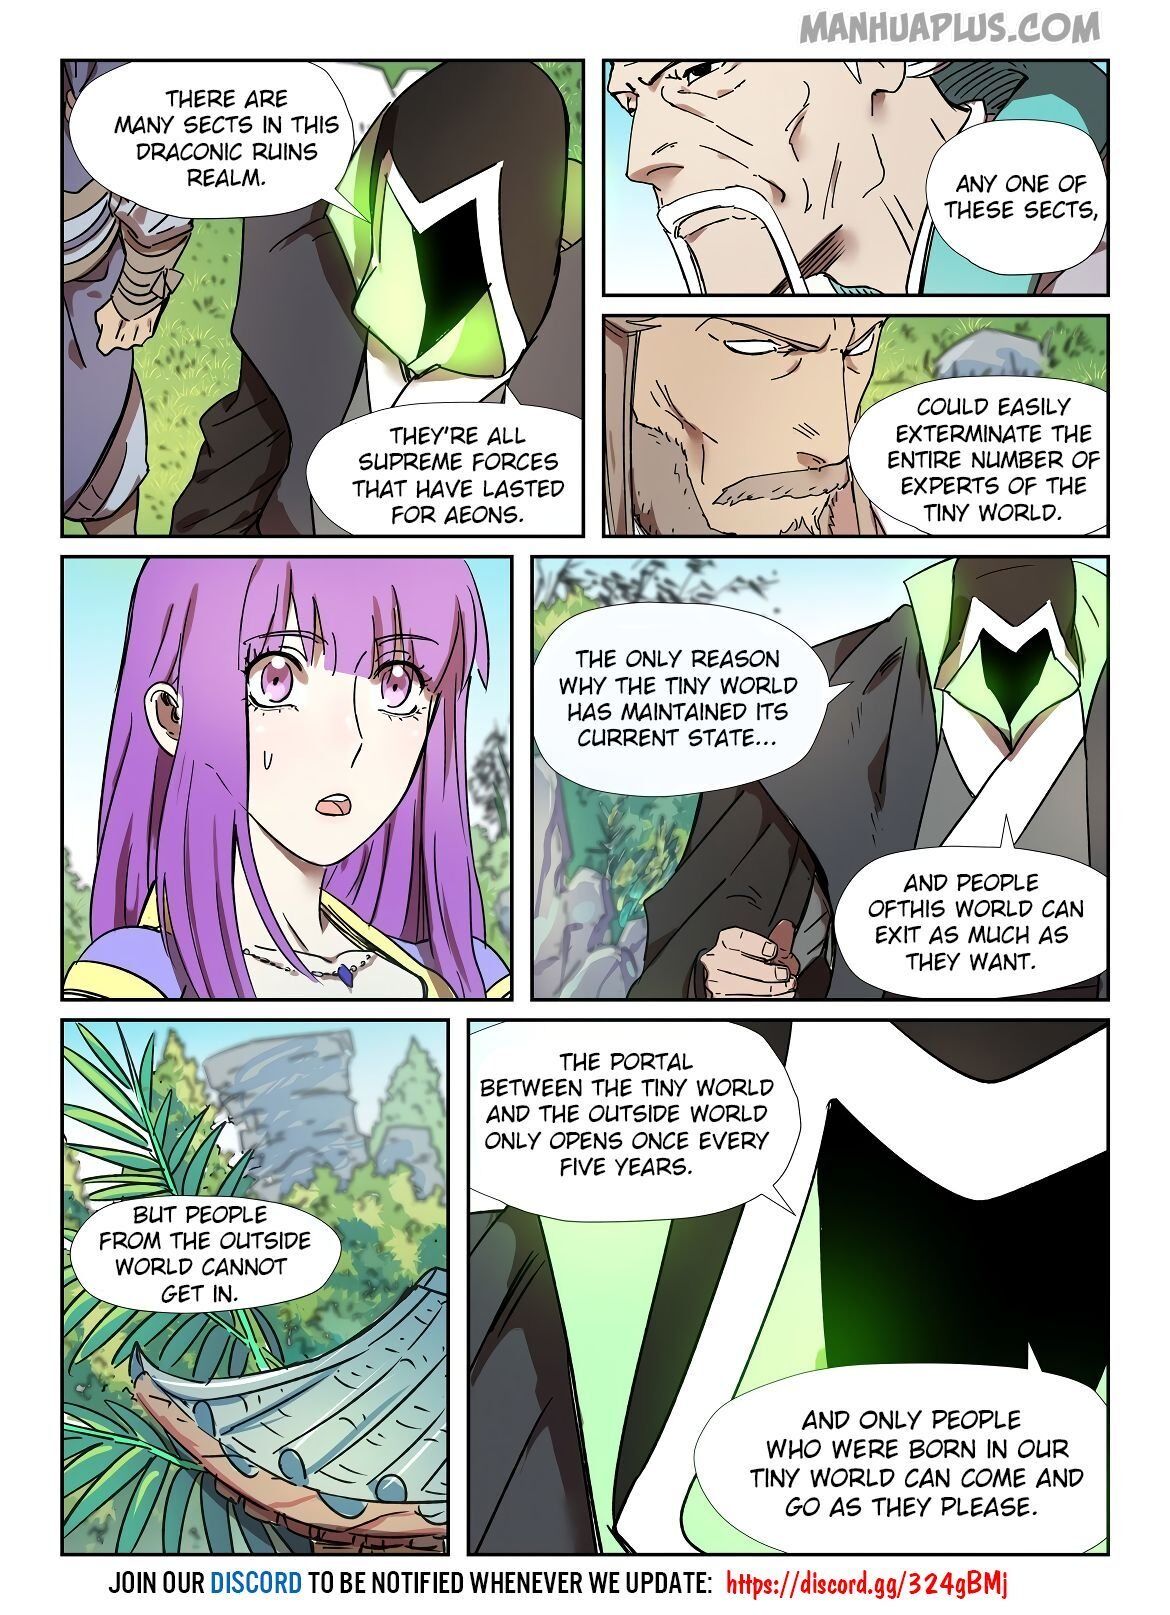 MANHUAPLUS.COM
THERE ARE
MANY SECTS IN THIS
DRACONIC RUINS
REALM.
THEY'RE ALL
SUPREME FORCES
THAT HAVE LASTED
FOR AEONS.
ANY ONE OF
THESE SECTS,
COULD EASILY
EXTERMINATE THE
ENTIRE NUMBER OF
EXPERTS OF THE
TINY WORLD.
THE ONLY REASON
WHY THE TINY WORLD
HAS MAINTAINED ITS
CURRENT STATE...
AND PEOPLE
OFTHIS WORLD CAN
EXIT AS MUCH AS
THEY WANT.
BUT PEOPLE
FROM THE OUTSIDE
WORLD CANNOT
GET IN.
THE PORTAL
BETWEEN THE TINY WORLD
AND THE OUTSIDE WORLD
ONLY OPENS ONCE EVERY
FIVE YEARS.
AND ONLY PEOPLE
WHO WERE BORN IN OUR
TINY WORLD CAN COME AND
GO AS THEY PLEASE.
JOIN OUR DISCORD TO BE NOTIFIED WHENEVER WE UPDATE: https://discord.gg/324gBMj